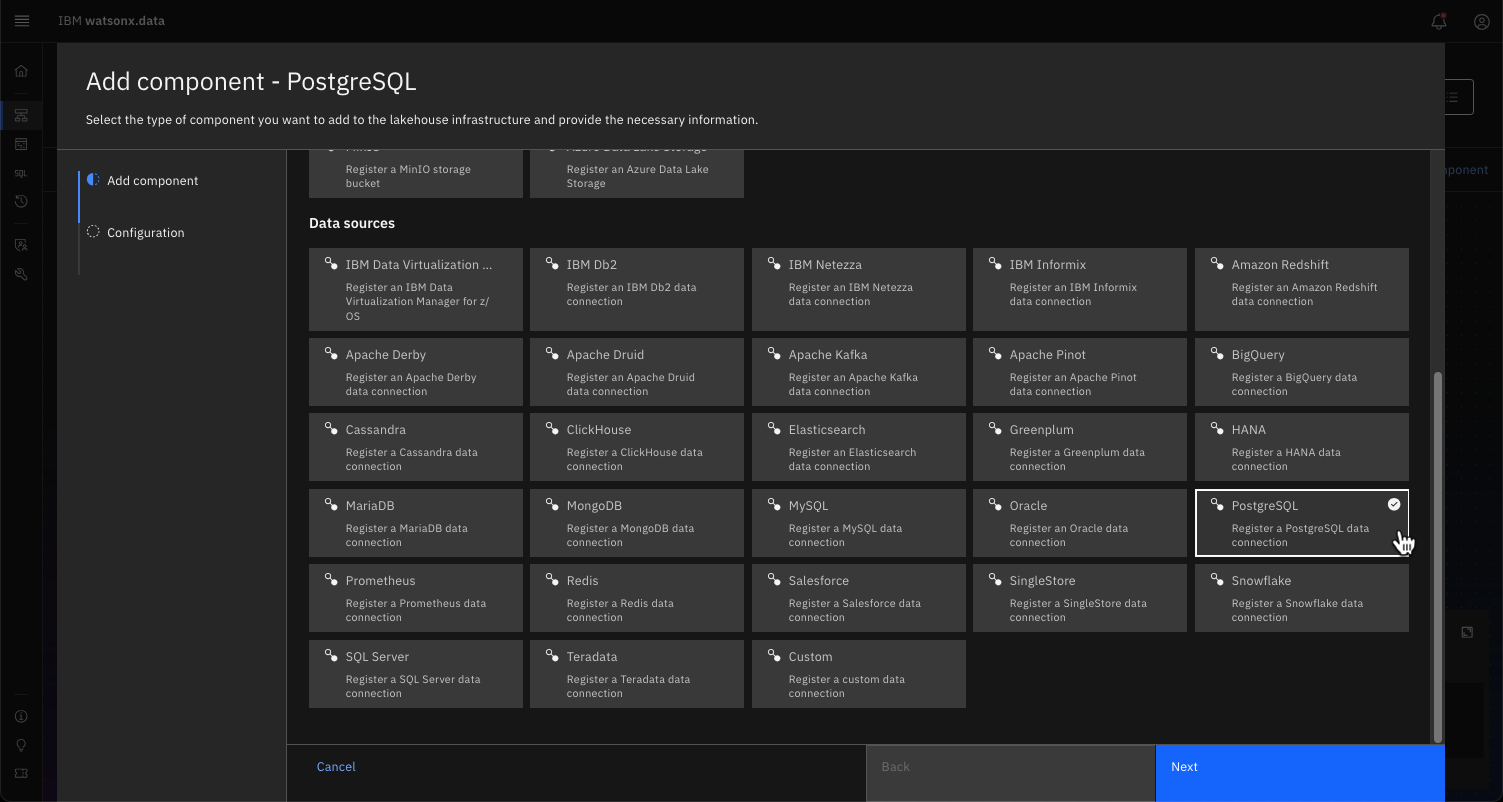 IBM watsonx.data
Add component - PostgreSQL
Select the type of component you want to add to the lakehouse infrastructure and provide the necessary information.
Add component
Configuration
SQL
Register a MinIO storage
bucket
Azure Data Lake Storage
Register an Azure Data Lake
Storage
Data sources
IBM Data Virtualization ...
Register an IBM Data
Virtualization Manager for z/
OS
IBM Db2
Register an IBM Db2 data
connection
IBM Netezza
Register an IBM Netezza
data connection
IBM Informix
Register an IBM Informix
data connection
Amazon Redshift
Register an Amazon Redshift
data connection
Apache Derby
Register an Apache Derby
data connection
Apache Druid
Register an Apache Druid
data connection
Apache Kafka
Register an Apache Kafka
data connection
Apache Pinot
Register an Apache Pinot
data connection
BigQuery
Register a BigQuery data
connection
Cassandra
Register a Cassandra data
connection
ClickHouse
Register a ClickHouse data
connection
Elasticsearch
Register an Elasticsearch
data connection
Greenplum
Register a Greenplum data
connection
HANA
Register a HANA data
connection
MariaDB
Register a MariaDB data
connection
MongoDB
Register a MongoDB data
connection
MySQL
Register a MySQL data
connection
Oracle
Register an Oracle data
connection
PostgreSQL
Register a PostgreSQL data
connection
Prometheus
Register a Prometheus data
connection
Redis
Register a Redis data
connection
Salesforce
Register a Salesforce data
connection
SingleStore
Register a SingleStore data
connection
Snowflake
Register a Snowflake data
connection
SQL Server
Register a SQL Server data
connection
Teradata
Register a Teradata data
connection
Custom
Register a custom data
connection
Cancel
Back
Next